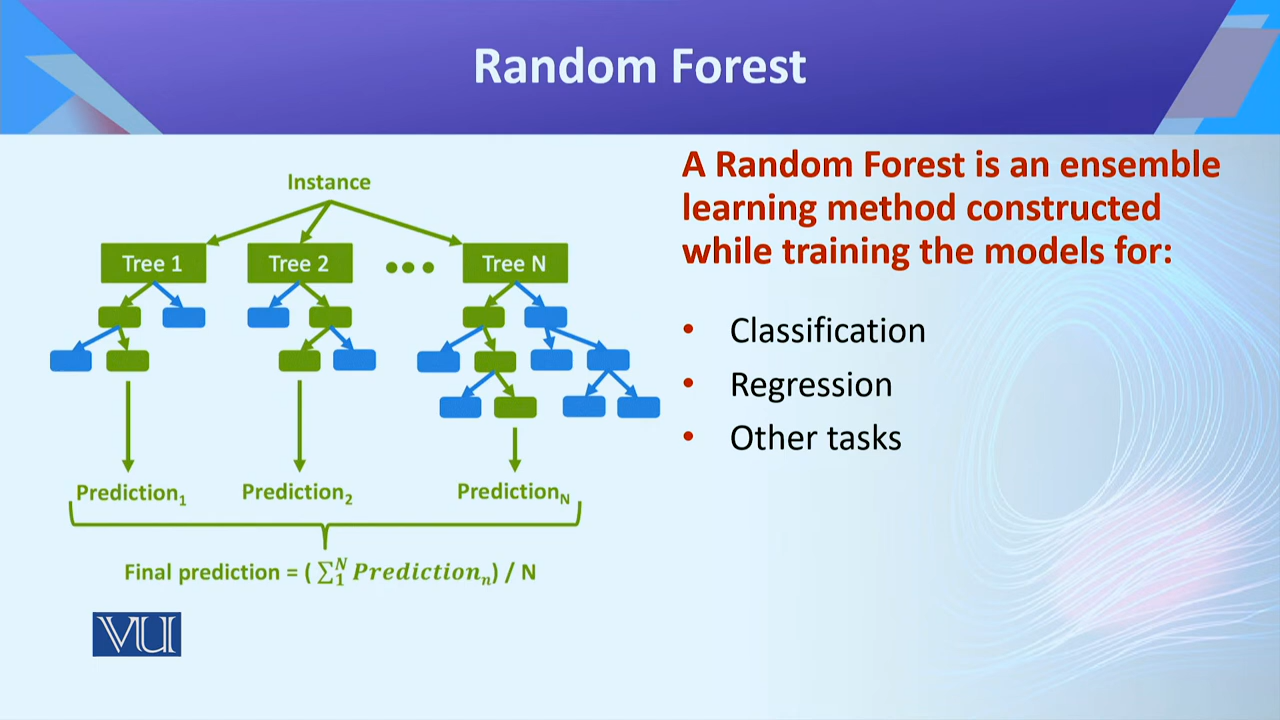 Random Forest
Instance
Tree 1
Tree 2
Tree N
Prediction₁
Prediction₂
Prediction_N
Final prediction = ( ∑₁ᴺ Predictionₙ) / N
VU
A Random Forest is an ensemble
learning method constructed
while training the models for:
• Classification
• Regression
• Other tasks